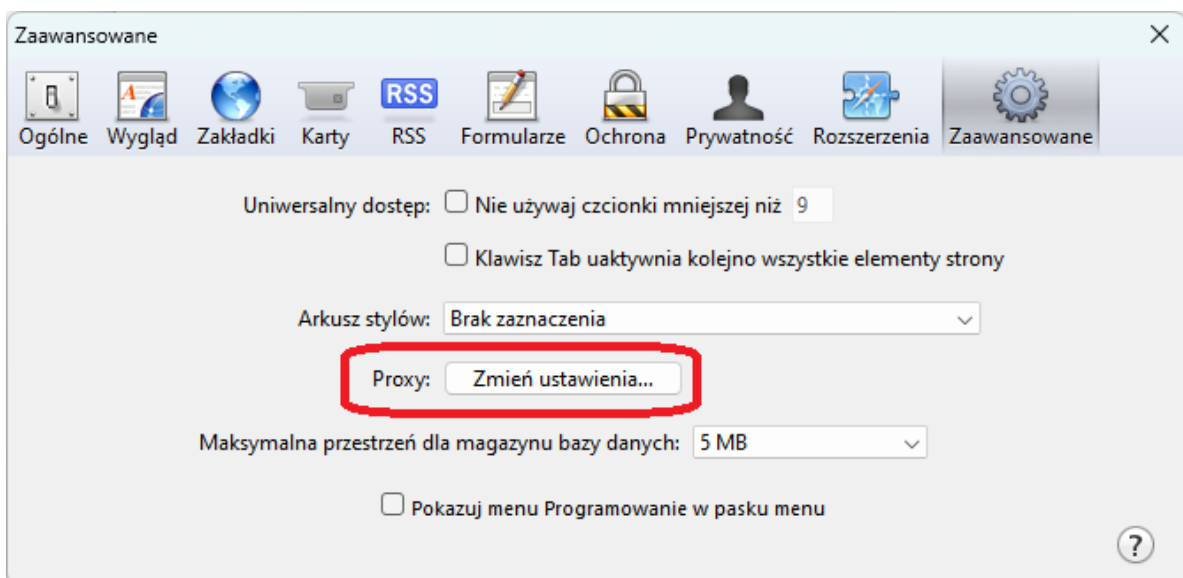 Zaawansowane
Ogólne Wygląd Zakładki Karty RSS Formularze Ochrona Prywatność Rozszerzenia Zaawansowane
RSS
Uniwersalny dostęp: Nie używaj czcionki mniejszej niż 9
Klawisz Tab uaktywnia kolejno wszystkie elementy strony
Arkusz stylów: Brak zaznaczenia
Proxy: Zmień ustawienia...
Maksymalna przestrzeń dla magazynu bazy danych: 5 MB
Pokazuj menu Programowanie w pasku menu
?